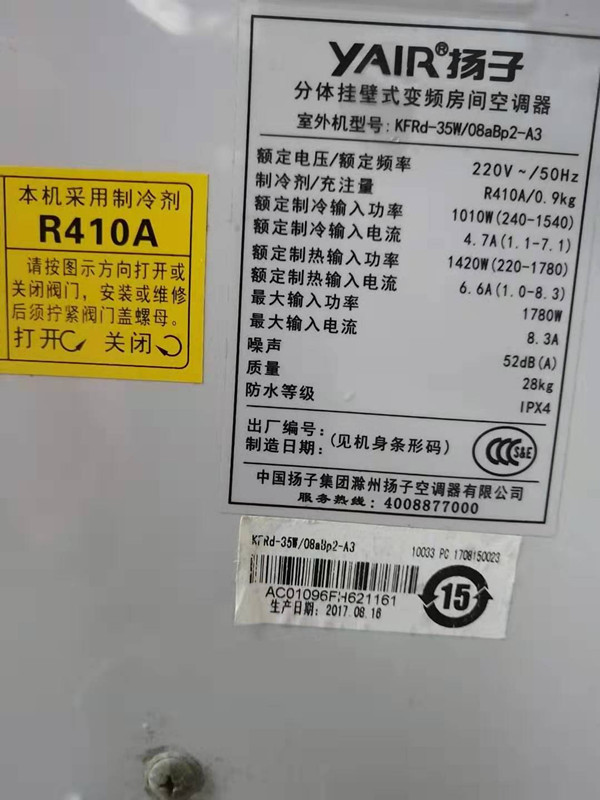 YAIR®扬子
分体挂壁式变频房间空调器
室外机型号: KFRd-35W/08aBp2-A3
额定电压/额定频率 220V～/50Hz
制冷剂/充注量 R410A/0.9kg
额定制冷输入功率 1010W(240-1540)
额定制冷输入电流 4.7A(1.1-7.1)
额定制热输入功率 1420W(220-1780)
额定制热输入电流 6.6A(1.0-8.3)
最大输入功率 1780W
最大输入电流 8.3A
噪声 52dB(A)
质量 28kg
防水等级 IPX4
出厂编号:
制造日期: (见机身条形码)
CCC S&E
中国扬子集团滁州扬子空调器有限公司
服务热线: 4008877000
本机采用制冷剂
R410A
请按图示方向打开或
关闭阀门，安装或维修
后须拧紧阀门盖螺母。
打开 关闭
KFRd-35W/08aBp2-A3
10033 PC 1708150023
AC01096FH621161
生产日期: 2017.08.16
15